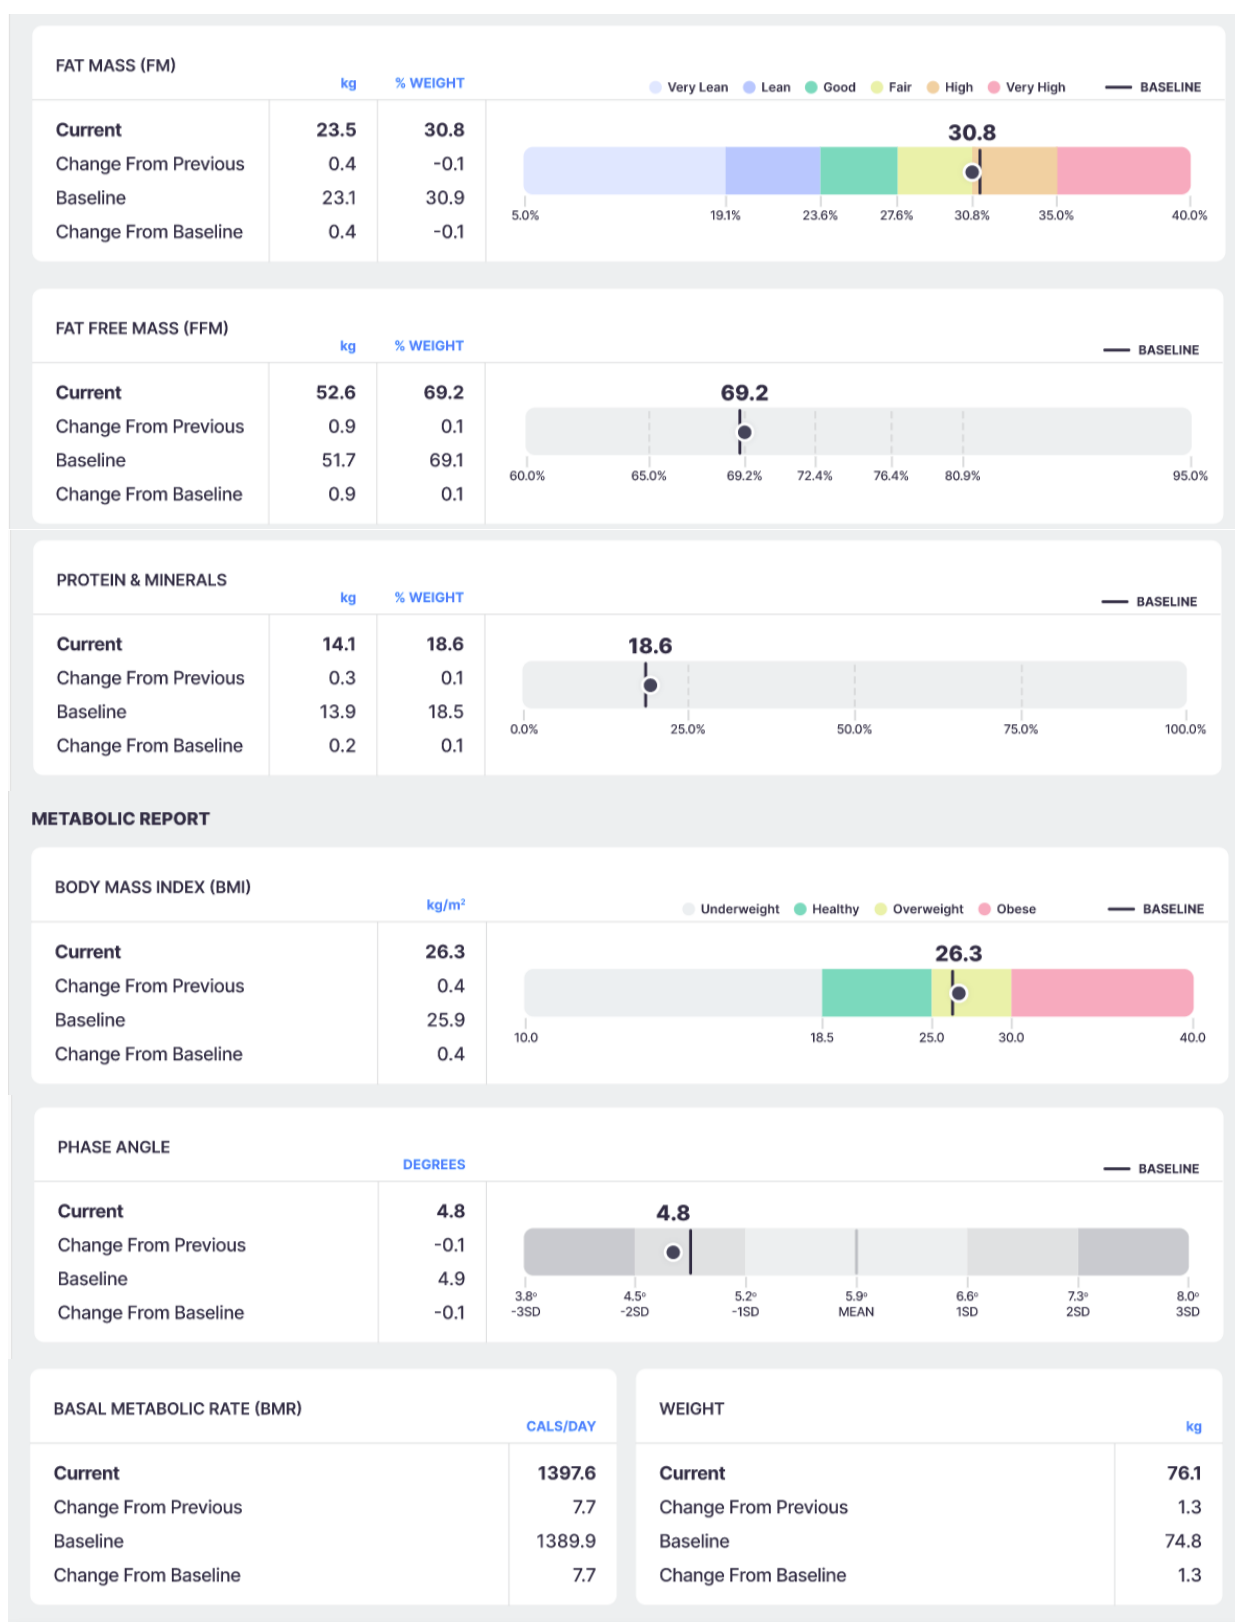 FAT MASS (FM)
kg % WEIGHT
Very Lean Lean Good Fair High Very High BASELINE
Current 23.5 30.8
Change From Previous 0.4 -0.1
Baseline 23.1 30.9
Change From Baseline 0.4 -0.1
30.8
5.0% 19.1% 23.6% 27.6% 30.8% 35.0% 40.0%
FAT FREE MASS (FFM)
kg % WEIGHT
BASELINE
Current 52.6 69.2
Change From Previous 0.9 0.1
Baseline 51.7 69.1
Change From Baseline 0.9 0.1
69.2
60.0% 65.0% 69.2% 72.4% 76.4% 80.9% 95.0%
PROTEIN & MINERALS
kg % WEIGHT
BASELINE
Current 14.1 18.6
Change From Previous 0.3 0.1
Baseline 13.9 18.5
Change From Baseline 0.2 0.1
18.6
0.0% 25.0% 50.0% 75.0% 100.0%
METABOLIC REPORT
BODY MASS INDEX (BMI)
kg/m²
Underweight Healthy Overweight Obese BASELINE
Current 26.3
Change From Previous 0.4
Baseline 25.9
Change From Baseline 0.4
26.3
10.0 18.5 25.0 30.0 40.0
PHASE ANGLE
DEGREES
BASELINE
Current 4.8
Change From Previous -0.1
Baseline 4.9
Change From Baseline -0.1
4.8
3.8° 4.5° 5.2° 5.9° 6.6° 7.3° 8.0°
-3SD -2SD -1SD MEAN 1SD 2SD 3SD
BASAL METABOLIC RATE (BMR)
CALS/DAY
Current 1397.6
Change From Previous 7.7
Baseline 1389.9
Change From Baseline 7.7
WEIGHT
kg
Current 76.1
Change From Previous 1.3
Baseline 74.8
Change From Baseline 1.3